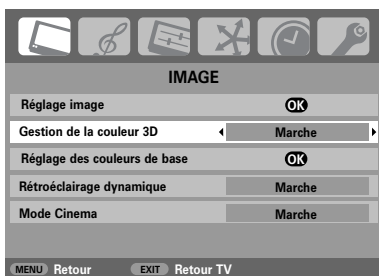 IMAGE
Réglage image OK
Gestion de la couleur 3D Marche
Réglage des couleurs de base OK
Rétroéclairage dynamique Marche
Mode Cinema Marche
MENU Retour EXIT Retour TV